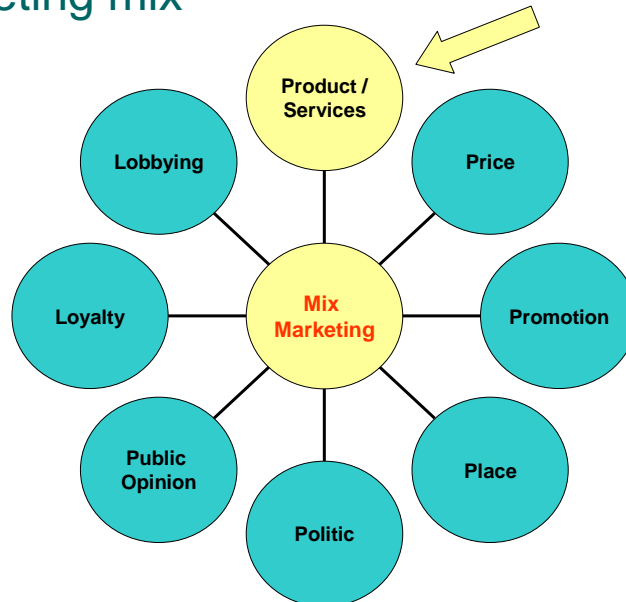 eting mix
Product /
Services
Lobbying
Price
Mix
Marketing
Loyalty
Promotion
Public
Opinion
Place
Politic